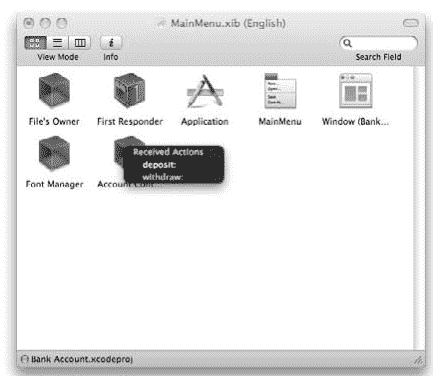 MainMenu.xib (English)
View Mode
Info
Search Field
File's Owner
First Responder
Application
MainMenu
Window (Bank...
Font Manager
Account Cont...
Received Actions
deposit:
withdraw:
Bank Account.xcodeproj